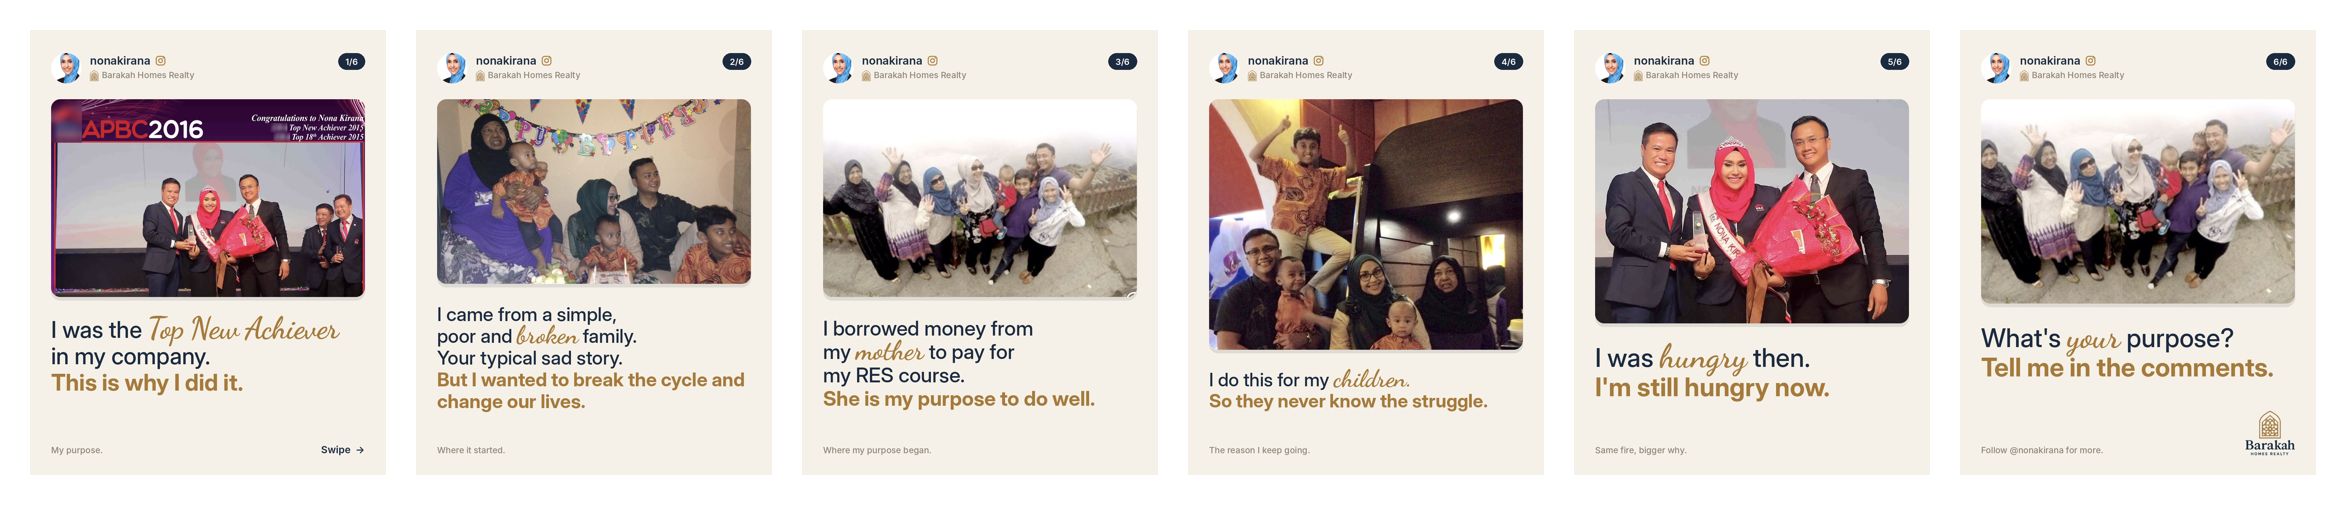 nonakirana
Barakah Homes Realty
1/6
APBC2016
Congratulations to Nona Kirana
Top New Achiever 2015
Top 18th Achiever 2015
I was the Top New Achiever
in my company.
This is why I did it.
My purpose.
Swipe →
nonakirana
Barakah Homes Realty
2/6
I came from a simple,
poor and broken family.
Your typical sad story.
But I wanted to break the cycle and
change our lives.
Where it started.
nonakirana
Barakah Homes Realty
3/6
I borrowed money from
my mother to pay for
my RES course.
She is my purpose to do well.
Where my purpose began.
nonakirana
Barakah Homes Realty
4/6
I do this for my children.
So they never know the struggle.
The reason I keep going.
nonakirana
Barakah Homes Realty
5/6
NONA KIRANA
I was hungry then.
I'm still hungry now.
Same fire, bigger why.
nonakirana
Barakah Homes Realty
6/6
What's your purpose?
Tell me in the comments.
Follow @nonakirana for more.
Barakah
HOMES REALTY